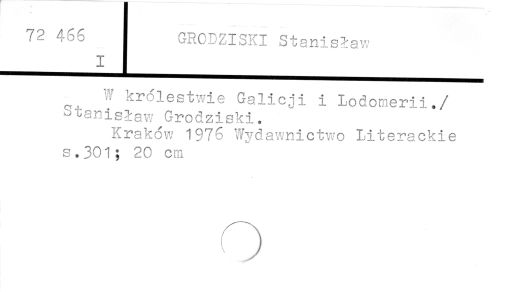 72 466
I
GRODZISKI Stanisław
W królestwie Galicji i Lodomerii./
Stanisław Grodziski.
Kraków 1976 Wydawnictwo Literackie
s.301; 20 cm